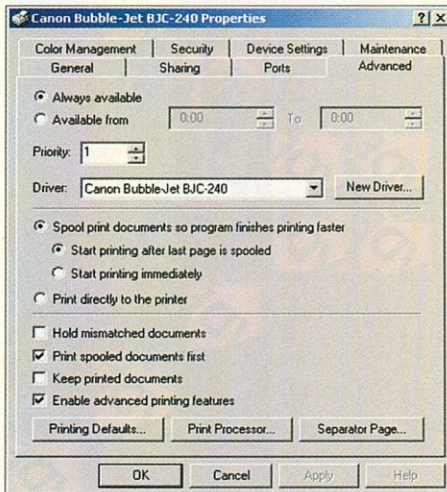 Canon Bubble-Jet BJC-240 Properties
Color Management Security Device Settings Maintenance
General Sharing Ports Advanced
Always available
Available from 0:00 To 0:00
Priority: 1
Driver: Canon Bubble-Jet BJC-240 New Driver...
Spool print documents so program finishes printing faster
Start printing after last page is spooled
Start printing immediately
Print directly to the printer
Hold mismatched documents
Print spooled documents first
Keep printed documents
Enable advanced printing features
Printing Defaults... Print Processor... Separator Page...
OK Cancel Apply Help